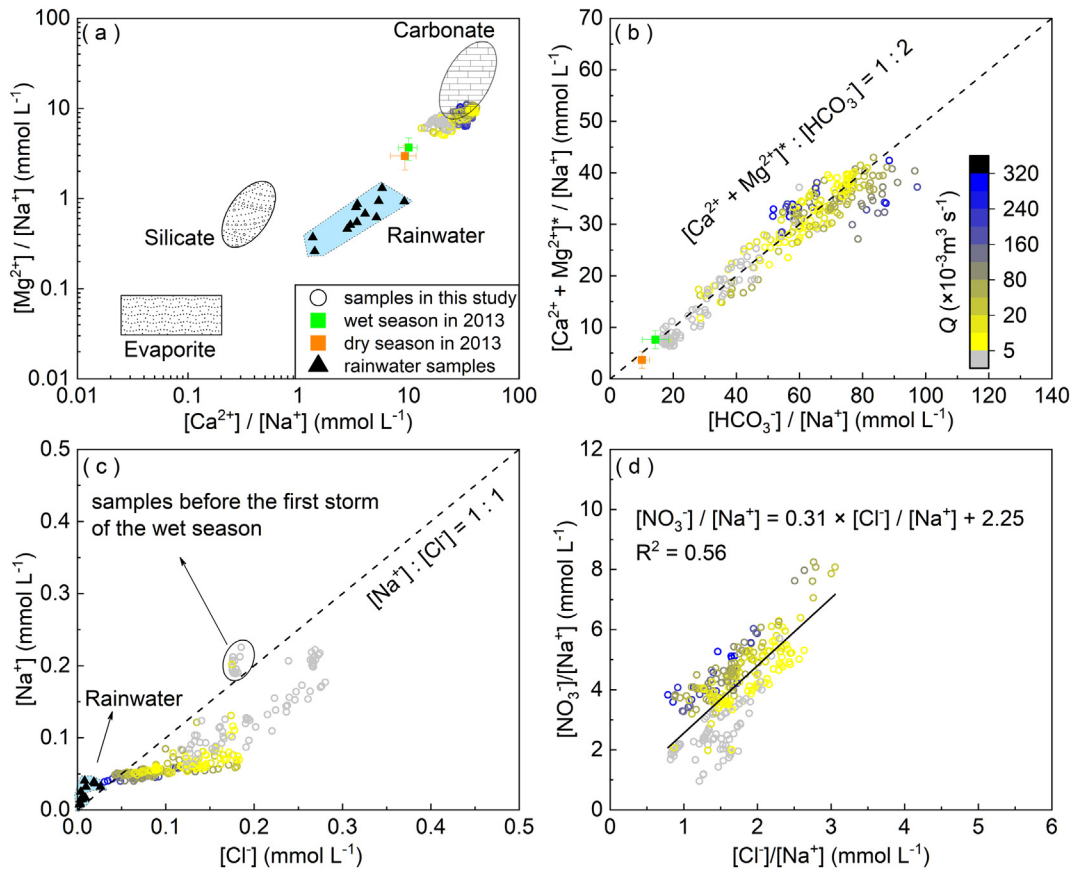 ( a )
Carbonate
Silicate
Rainwater
Evaporite
samples in this study
wet season in 2013
dry season in 2013
rainwater samples
100
10
1
0.1
0.01
0.01 0.1 1 10 100
[Mg²⁺] / [Na⁺] (mmol L⁻¹)
[Ca²⁺] / [Na⁺] (mmol L⁻¹)
( b )
[Ca²⁺ + Mg²⁺]* : [HCO₃⁻] = 1 : 2
70
60
50
40
30
20
10
0
0 20 40 60 80 100 120 140
[Ca²⁺ + Mg²⁺]* / [Na⁺] (mmol L⁻¹)
[HCO₃⁻] / [Na⁺] (mmol L⁻¹)
320
240
160
80
20
5
Q (×10⁻³m³ s⁻¹)
( c )
samples before the first storm
of the wet season
[Na⁺] : [Cl⁻] = 1 : 1
Rainwater
0.5
0.4
0.3
0.2
0.1
0.0
0.0 0.1 0.2 0.3 0.4 0.5
[Na⁺] (mmol L⁻¹)
[Cl⁻] (mmol L⁻¹)
( d )
[NO₃⁻] / [Na⁺] = 0.31 × [Cl⁻] / [Na⁺] + 2.25
R² = 0.56
12
10
8
6
4
2
0
0 1 2 3 4 5 6
[NO₃⁻]/[Na⁺] (mmol L⁻¹)
[Cl⁻]/[Na⁺] (mmol L⁻¹)